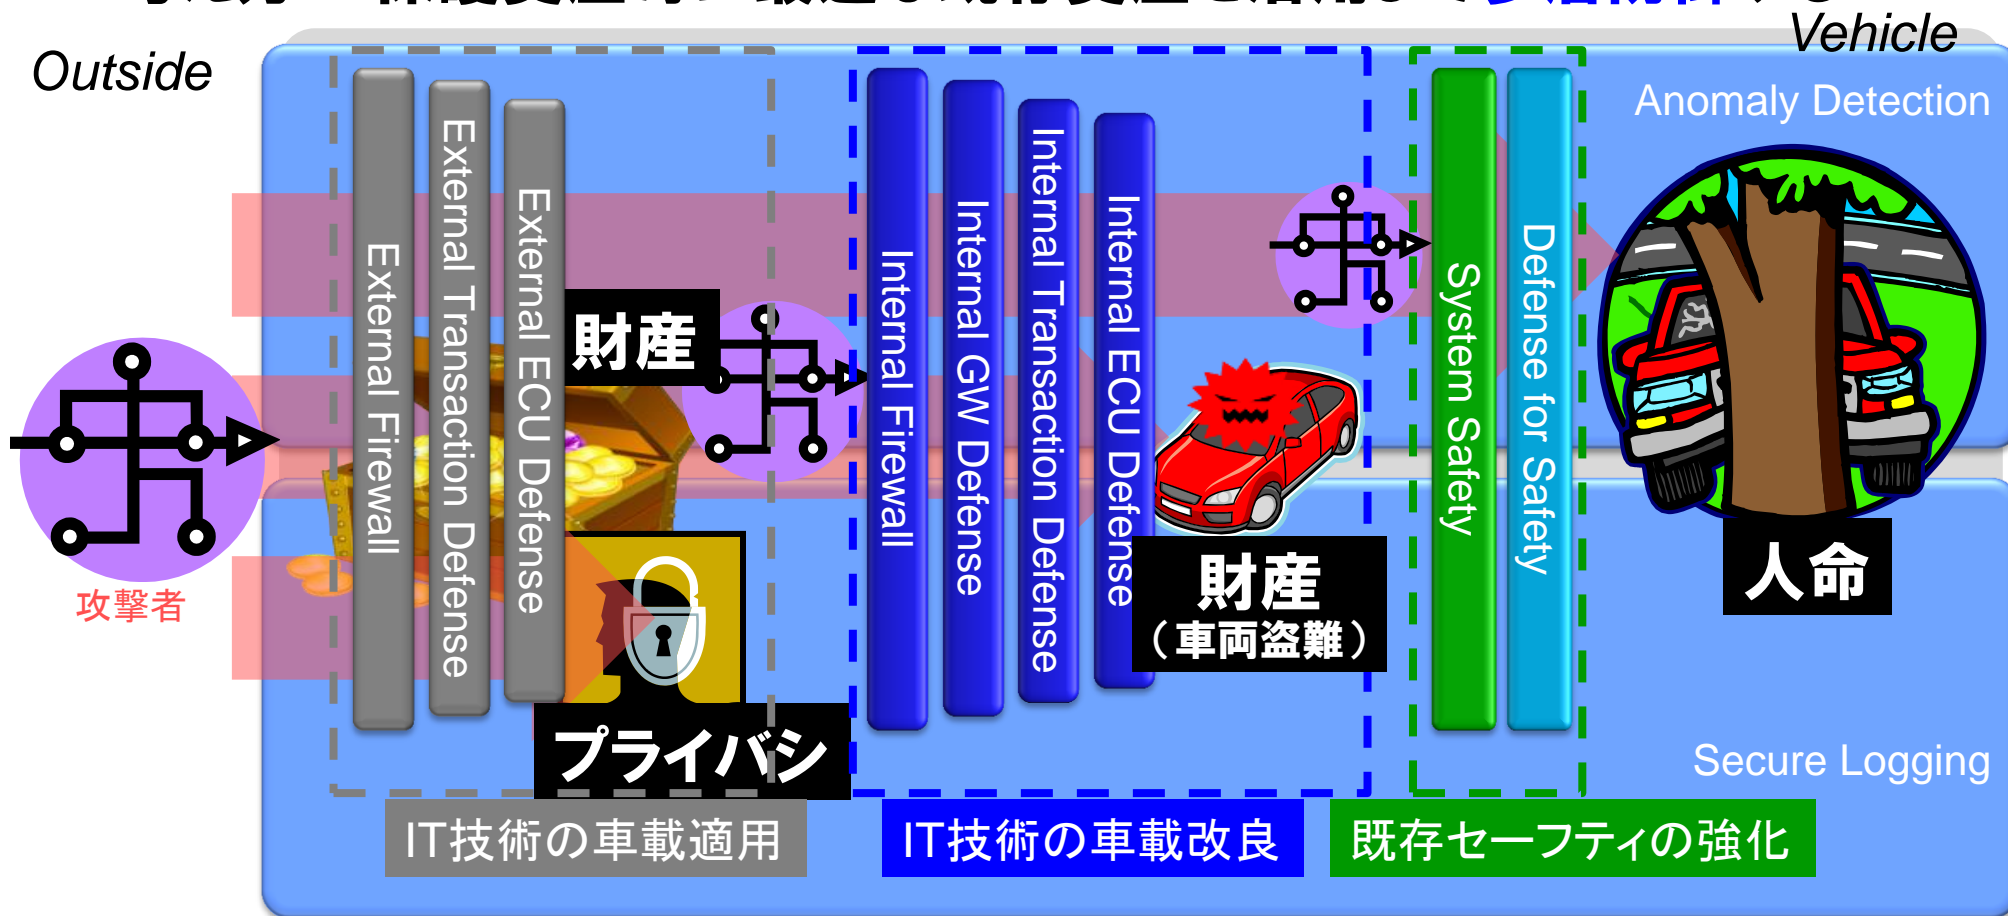 Outside
Vehicle
Anomaly Detection
External Firewall
External Transaction Defense
External ECU Defense
Internal Firewall
Internal GW Defense
Internal Transaction Defense
Internal ECU Defense
System Safety
Defense for Safety
財産
攻撃者
プライバシ
財産
（車両盗難）
人命
Secure Logging
IT技術の車載適用
IT技術の車載改良
既存セーフティの強化